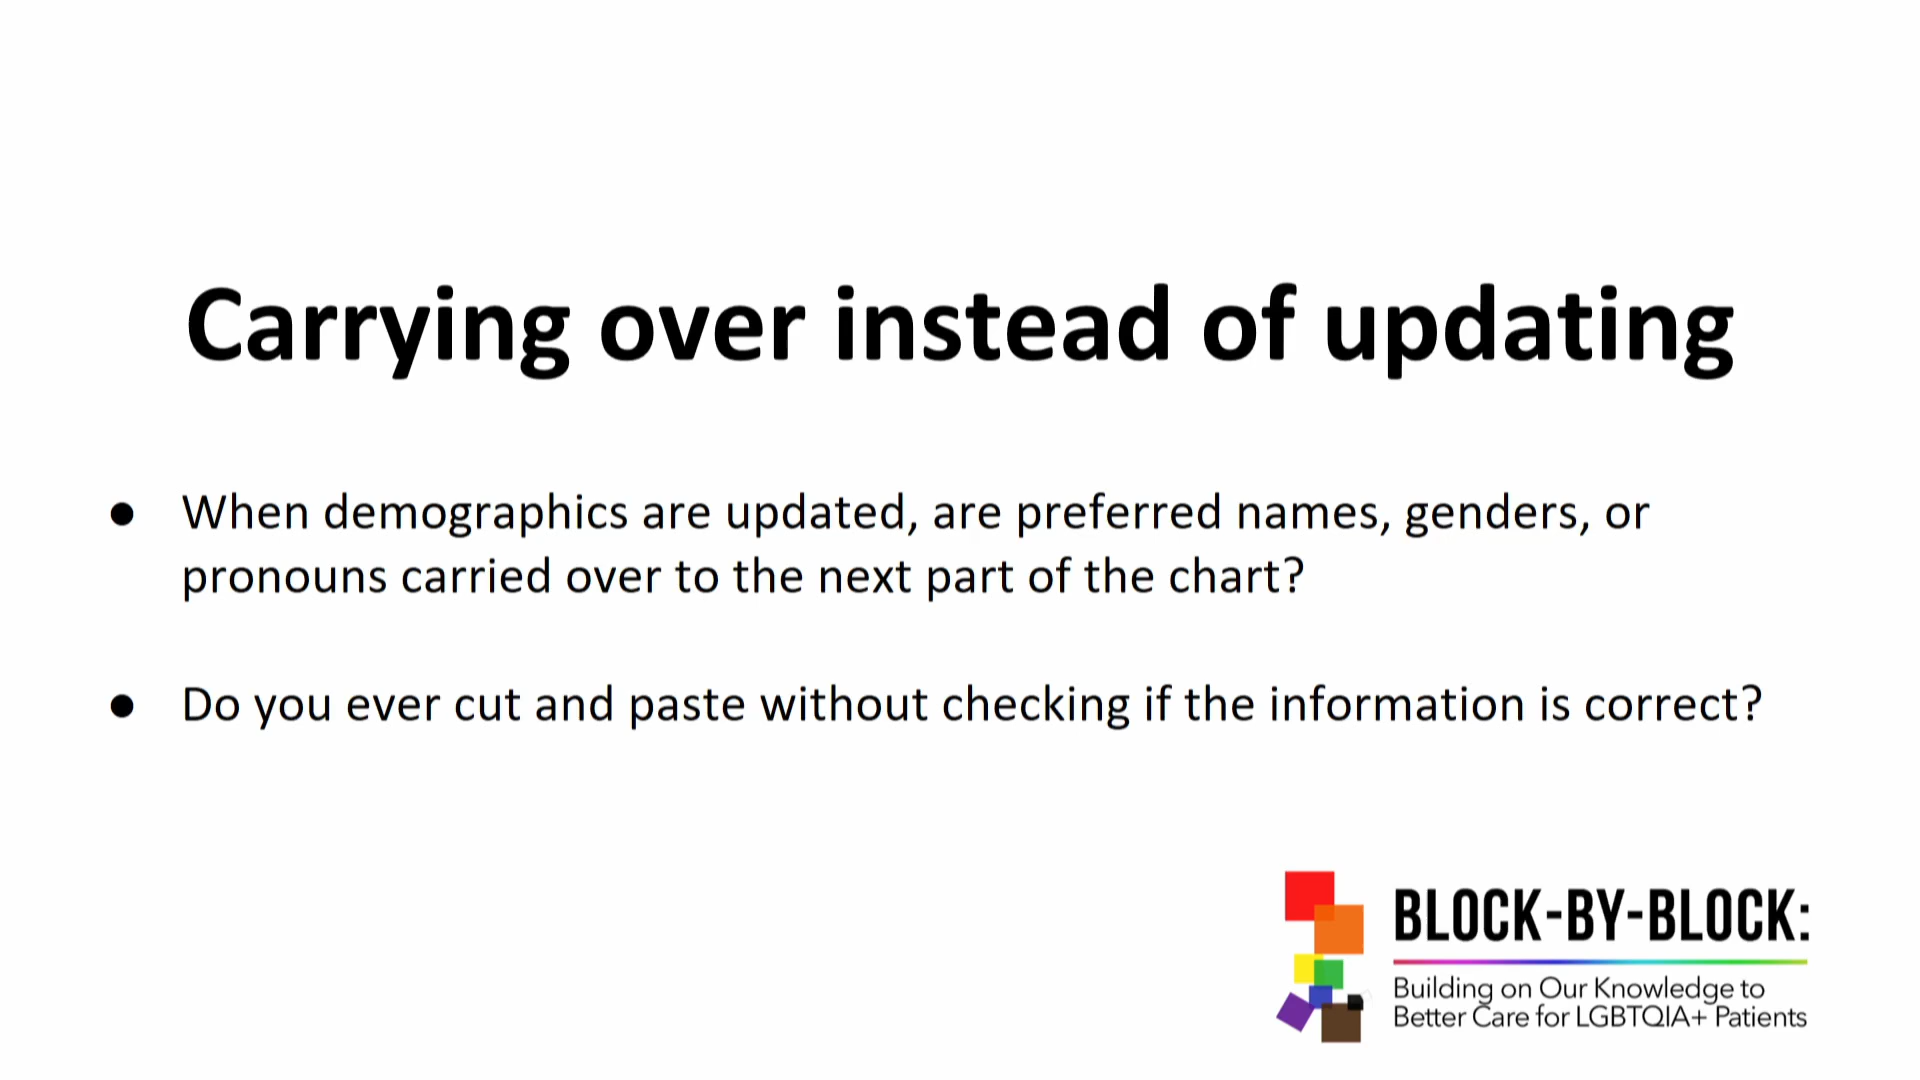 Carrying over instead of updating
● When demographics are updated, are preferred names, genders, or
pronouns carried over to the next part of the chart?
● Do you ever cut and paste without checking if the information is correct?
BLOCK-BY-BLOCK:
Building on Our Knowledge to
Better Care for LGBTQIA+ Patients